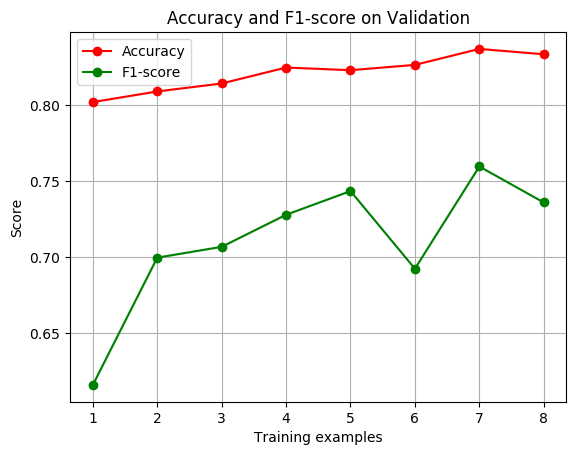 Accuracy and F1-score on Validation
Accuracy
F1-score
0.80
0.75
0.70
0.65
Score
1 2 3 4 5 6 7 8
Training examples